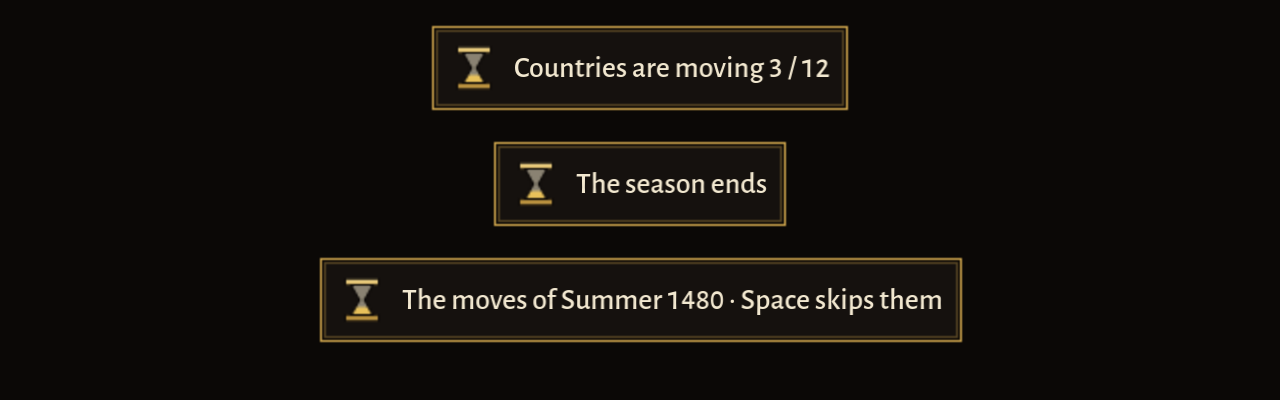 Countries are moving 3 / 12
The season ends
The moves of Summer 1480 · Space skips them